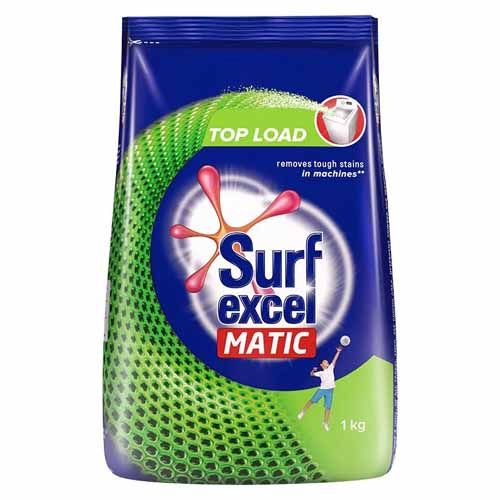 TOP LOAD
removes tough stains
in machines**
Surf
excel
MATIC
1 kg